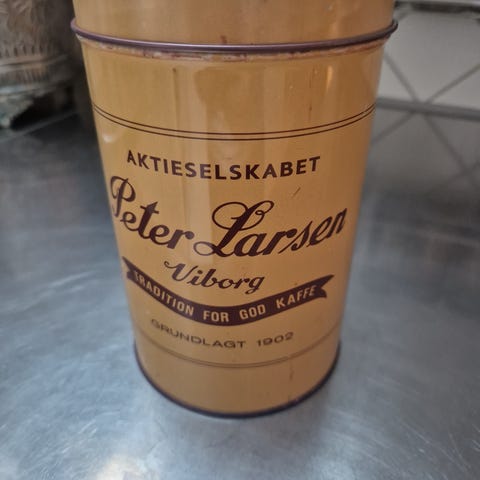 AKTIESELSKABET
Peter Larsen
Viborg
TRADITION FOR GOD KAFFE
GRUNDLAGT 1902